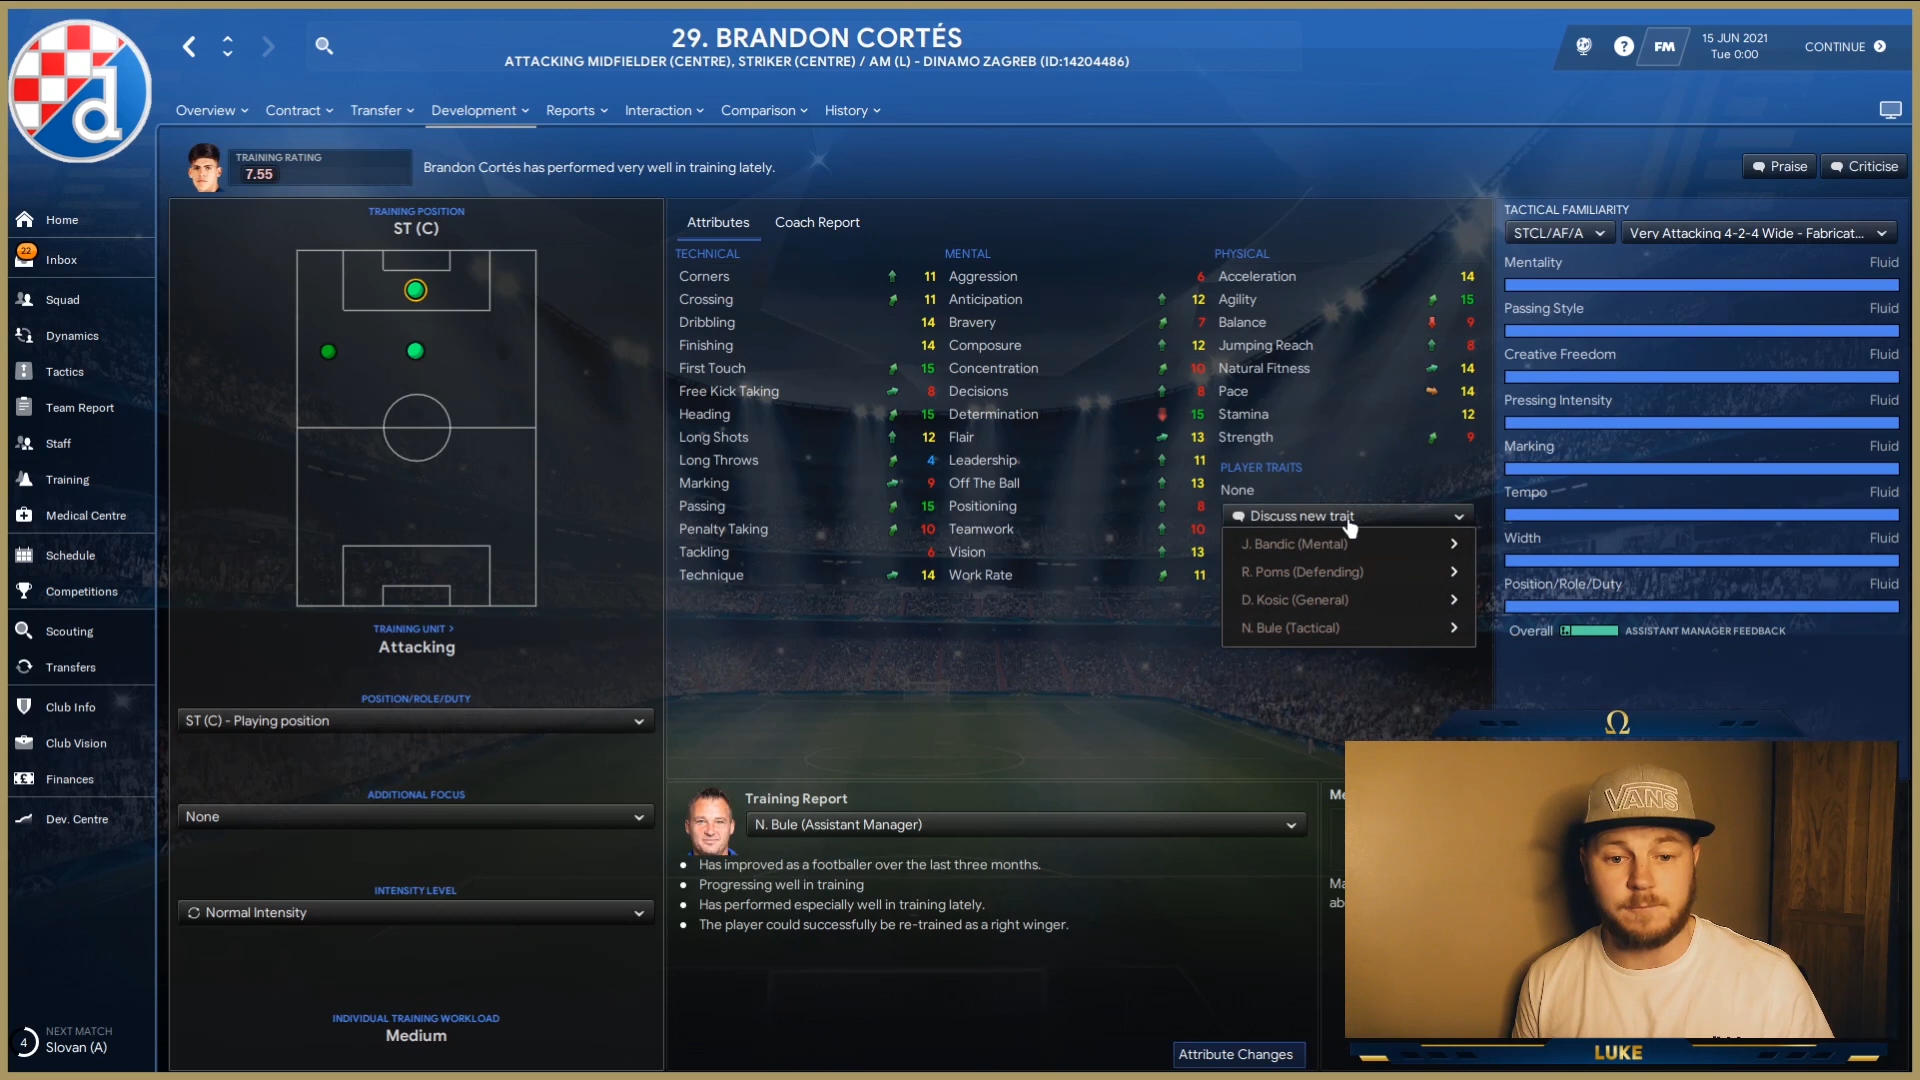 29. BRANDON CORTÉS
ATTACKING MIDFIELDER (CENTRE), STRIKER (CENTRE) / AM (L) - DINAMO ZAGREB (ID:14204486)
FM
15 JUN 2021
Tue 0:00
CONTINUE
Overview
Contract
Transfer
Development
Reports
Interaction
Comparison
History
TRAINING RATING
7.55
Brandon Cortés has performed very well in training lately.
Praise
Criticise
Home
22
Inbox
Squad
Dynamics
Tactics
Team Report
Staff
Training
Medical Centre
Schedule
Competitions
Scouting
Transfers
Club Info
Club Vision
Finances
Dev. Centre
4
NEXT MATCH
Slovan (A)
TRAINING POSITION
ST (C)
TRAINING UNIT >
Attacking
POSITION/ROLE/DUTY
ST (C) - Playing position
ADDITIONAL FOCUS
None
INTENSITY LEVEL
Normal Intensity
INDIVIDUAL TRAINING WORKLOAD
Medium
Attributes
Coach Report
TECHNICAL
Corners 11
Crossing 11
Dribbling 14
Finishing 14
First Touch 15
Free Kick Taking 8
Heading 15
Long Shots 12
Long Throws 4
Marking 9
Passing 15
Penalty Taking 10
Tackling 6
Technique 14
MENTAL
Aggression 6
Anticipation 12
Bravery 7
Composure 12
Concentration 10
Decisions 8
Determination 15
Flair 13
Leadership 11
Off The Ball 13
Positioning 8
Teamwork 10
Vision 13
Work Rate 11
PHYSICAL
Acceleration 14
Agility 15
Balance 9
Jumping Reach 8
Natural Fitness 14
Pace 14
Stamina 12
Strength 9
PLAYER TRAITS
None
Discuss new trait
J. Bandic (Mental)
R. Poms (Defending)
D. Kosic (General)
N. Bule (Tactical)
TACTICAL FAMILIARITY
STCL/AF/A
Very Attacking 4-2-4 Wide - Fabricat...
Mentality Fluid
Passing Style Fluid
Creative Freedom Fluid
Pressing Intensity Fluid
Marking Fluid
Tempo Fluid
Width Fluid
Position/Role/Duty Fluid
Overall
ASSISTANT MANAGER FEEDBACK
Training Report
N. Bule (Assistant Manager)
Has improved as a footballer over the last three months.
Progressing well in training
Has performed especially well in training lately.
The player could successfully be re-trained as a right winger.
Attribute Changes
Me
Ma
ab
Ω
VANS
LUKE